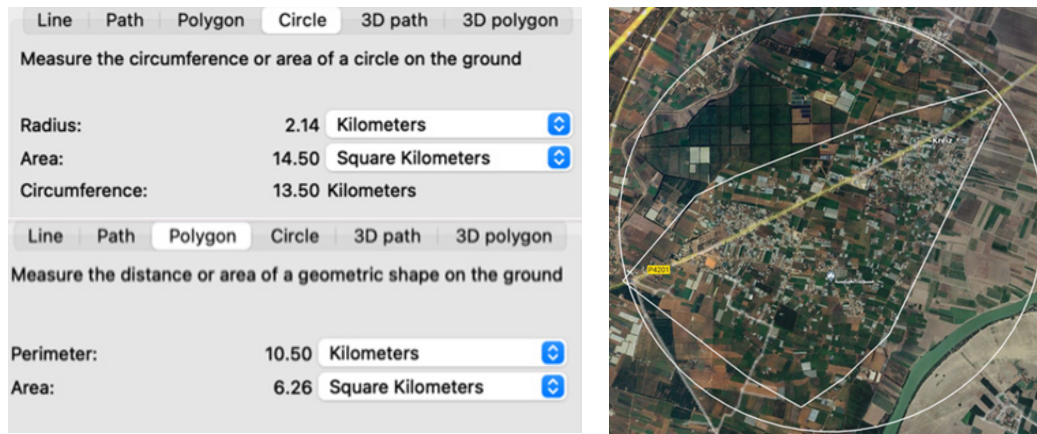 Line Path Polygon Circle 3D path 3D polygon
Measure the circumference or area of a circle on the ground
Radius: 2.14 Kilometers
Area: 14.50 Square Kilometers
Circumference: 13.50 Kilometers
Line Path Polygon Circle 3D path 3D polygon
Measure the distance or area of a geometric shape on the ground
Perimeter: 10.50 Kilometers
Area: 6.26 Square Kilometers
P4201